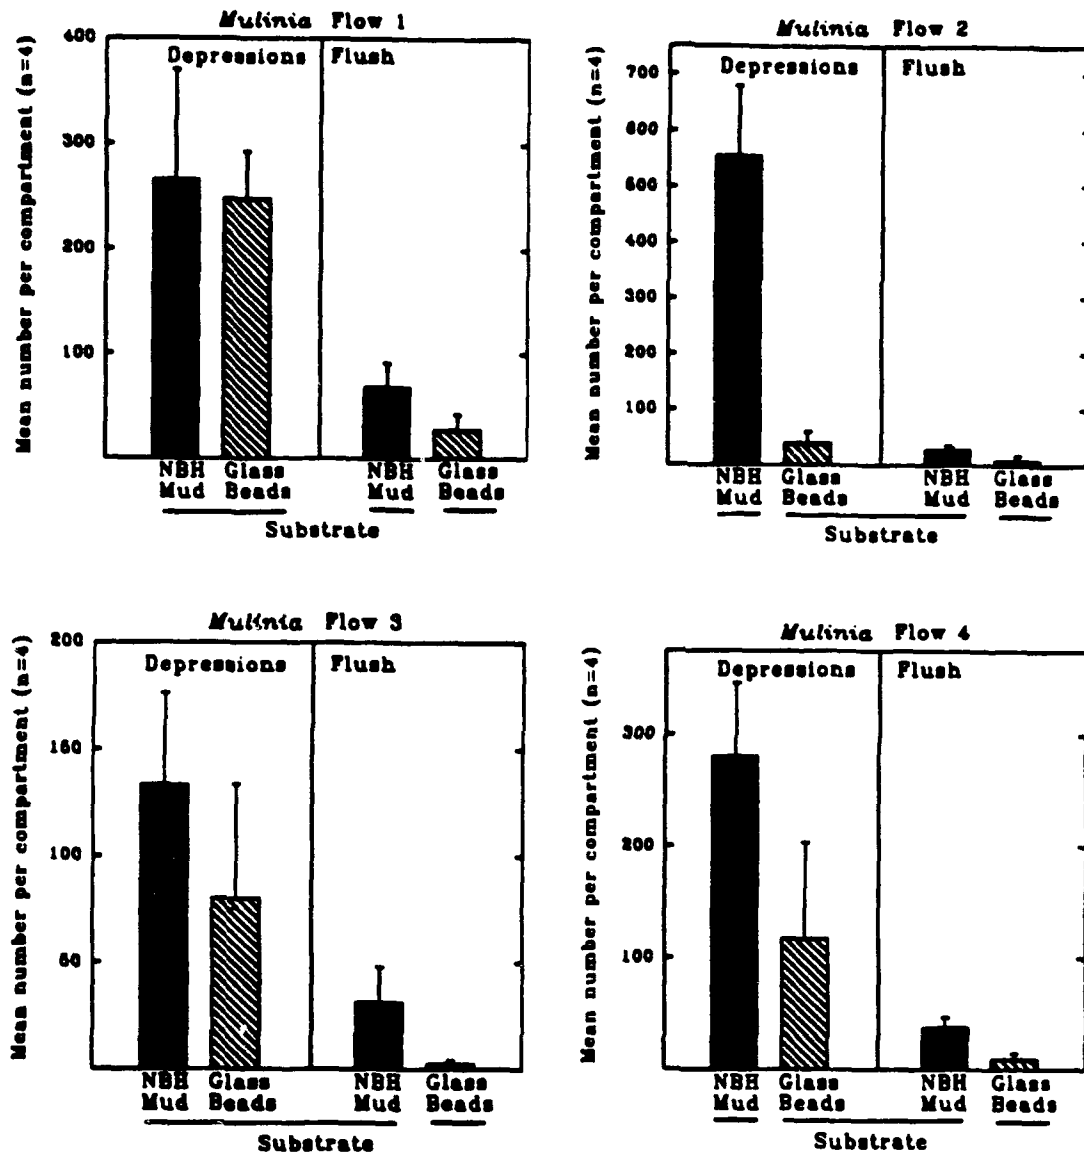 Mulinia Flow 1
Mean number per compartment (n=4)
400
300
200
100
Depressions Flush
NBH Glass NBH Glass
Mud Beads Mud Beads
Substrate
Mulinia Flow 2
Mean number per compartment (n=4)
700
600
500
400
300
200
100
Depressions Flush
NBH Glass NBH Glass
Mud Beads Mud Beads
Substrate
Mulinia Flow 3
Mean number per compartment (n=4)
200
150
100
50
Depressions Flush
NBH Glass NBH Glass
Mud Beads Mud Beads
Substrate
Mulinia Flow 4
Mean number per compartment (n=4)
300
200
100
Depressions Flush
NBH Glass NBH Glass
Mud Beads Mud Beads
Substrate